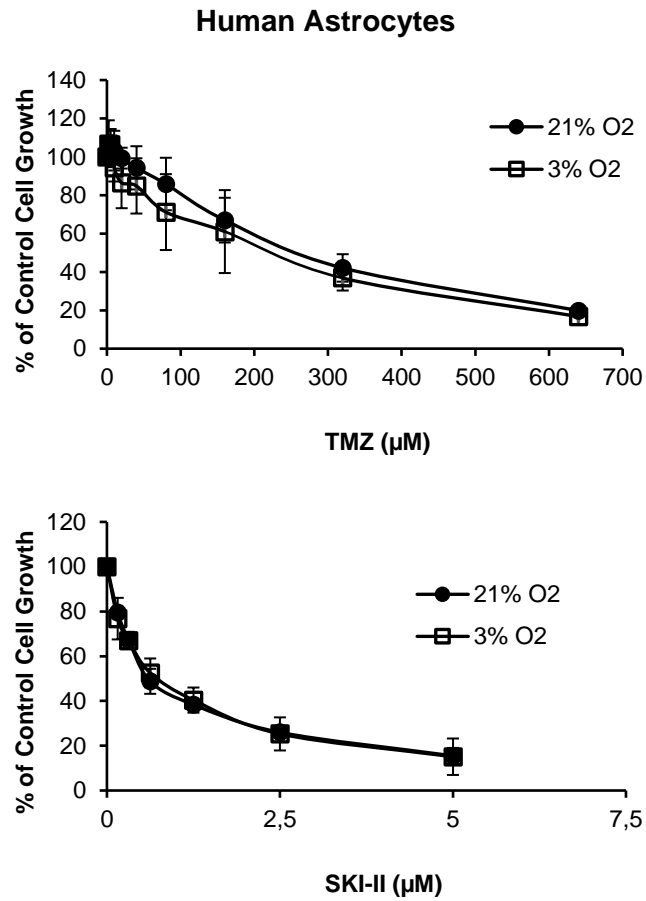 Human Astrocytes
% of Control Cell Growth
140
120
100
80
60
40
20
0
21% O2
3% O2
0 100 200 300 400 500 600 700
TMZ (µM)
% of Control Cell Growth
120
100
80
60
40
20
0
21% O2
3% O2
0 2,5 5 7,5
SKI-II (µM)